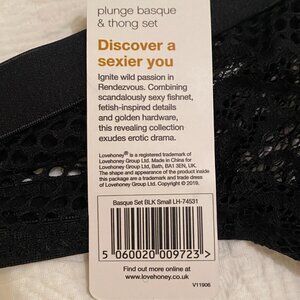 plunge basque
& thong set
Discover a
sexier you
Ignite wild passion in
Rendezvous. Combining
scandalously sexy fishnet,
fetish-inspired details
and golden hardware,
this revealing collection
exudes erotic drama.
Lovehoney® is a registered trademark of
Lovehoney Group Ltd. Made in China for
Lovehoney Group Ltd, Bath, BA1 3EN, UK.
The shape and appearance of the product inside
this package are a trademark and trade dress
of Lovehoney Group Ltd. Copyright © 2019.
Basque Set BLK Small LH-74531
5 060020 009723 >
Find out more online at
www.lovehoney.co.uk
V11906